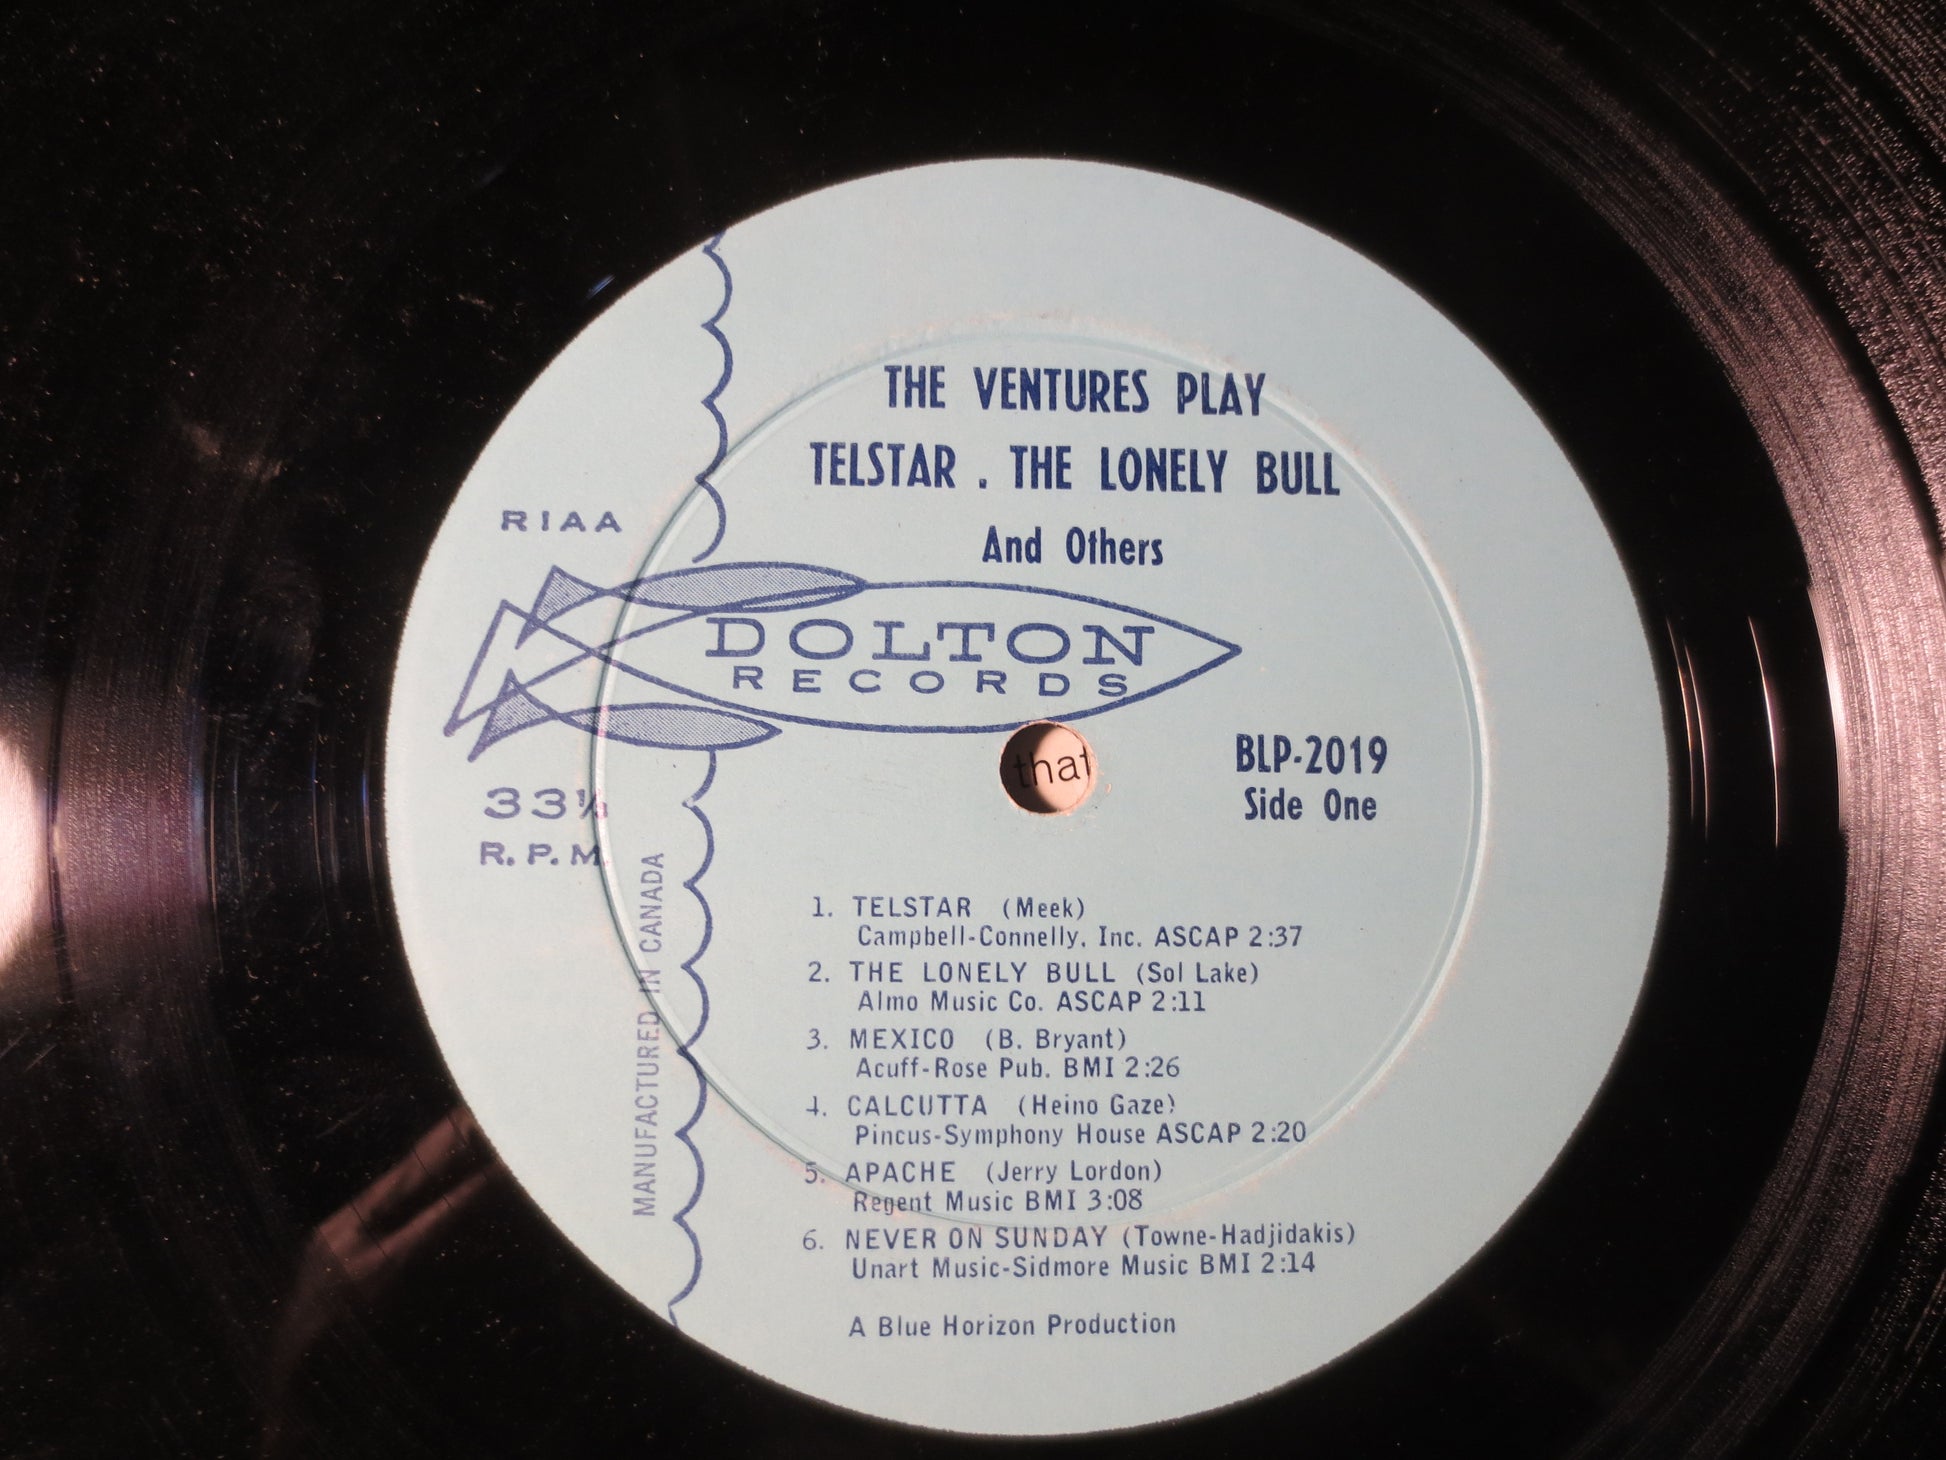 THE VENTURES PLAY
TELSTAR . THE LONELY BULL
And Others
RIAA
DOLTON
RECORDS
that
BLP-2019
Side One
33⅓
R.P.M
MANUFACTURED IN CANADA
1. TELSTAR (Meek)
Campbell-Connelly, Inc. ASCAP 2:37
2. THE LONELY BULL (Sol Lake)
Almo Music Co. ASCAP 2:11
3. MEXICO (B. Bryant)
Acuff-Rose Pub. BMI 2:26
4. CALCUTTA (Heino Gaze)
Pincus-Symphony House ASCAP 2:20
5. APACHE (Jerry Lordon)
Regent Music BMI 3:08
6. NEVER ON SUNDAY (Towne-Hadjidakis)
Unart Music-Sidmore Music BMI 2:14
A Blue Horizon Production